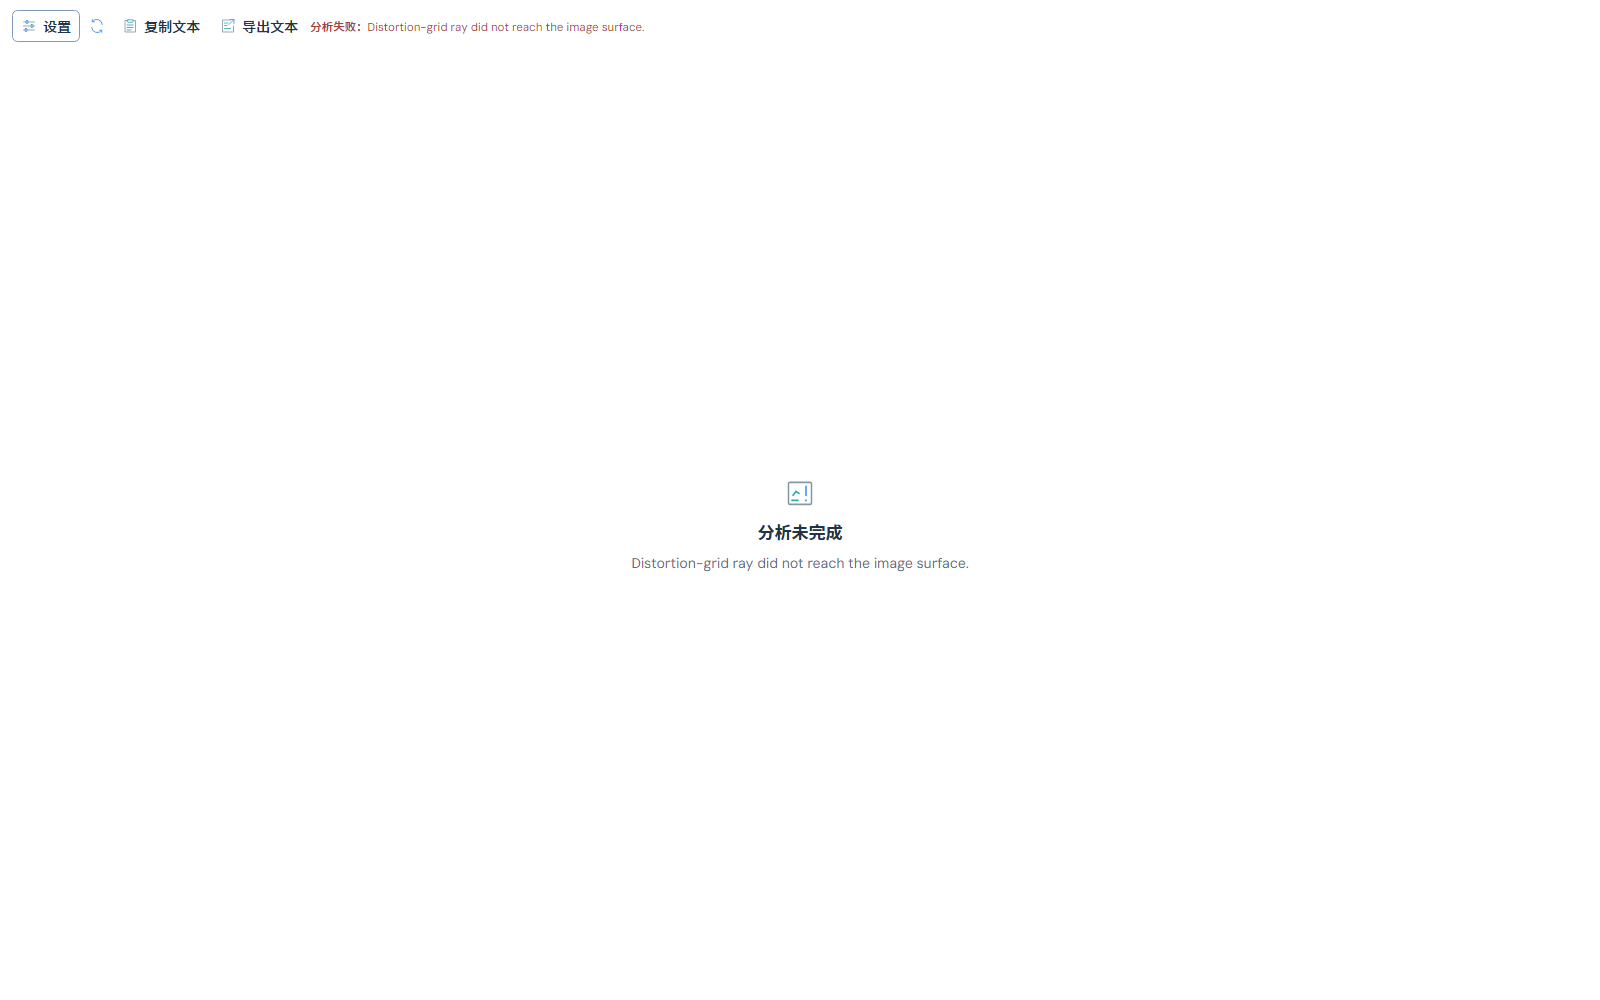 设置 复制文本 导出文本 分析失败： Distortion-grid ray did not reach the image surface.
分析未完成
Distortion-grid ray did not reach the image surface.